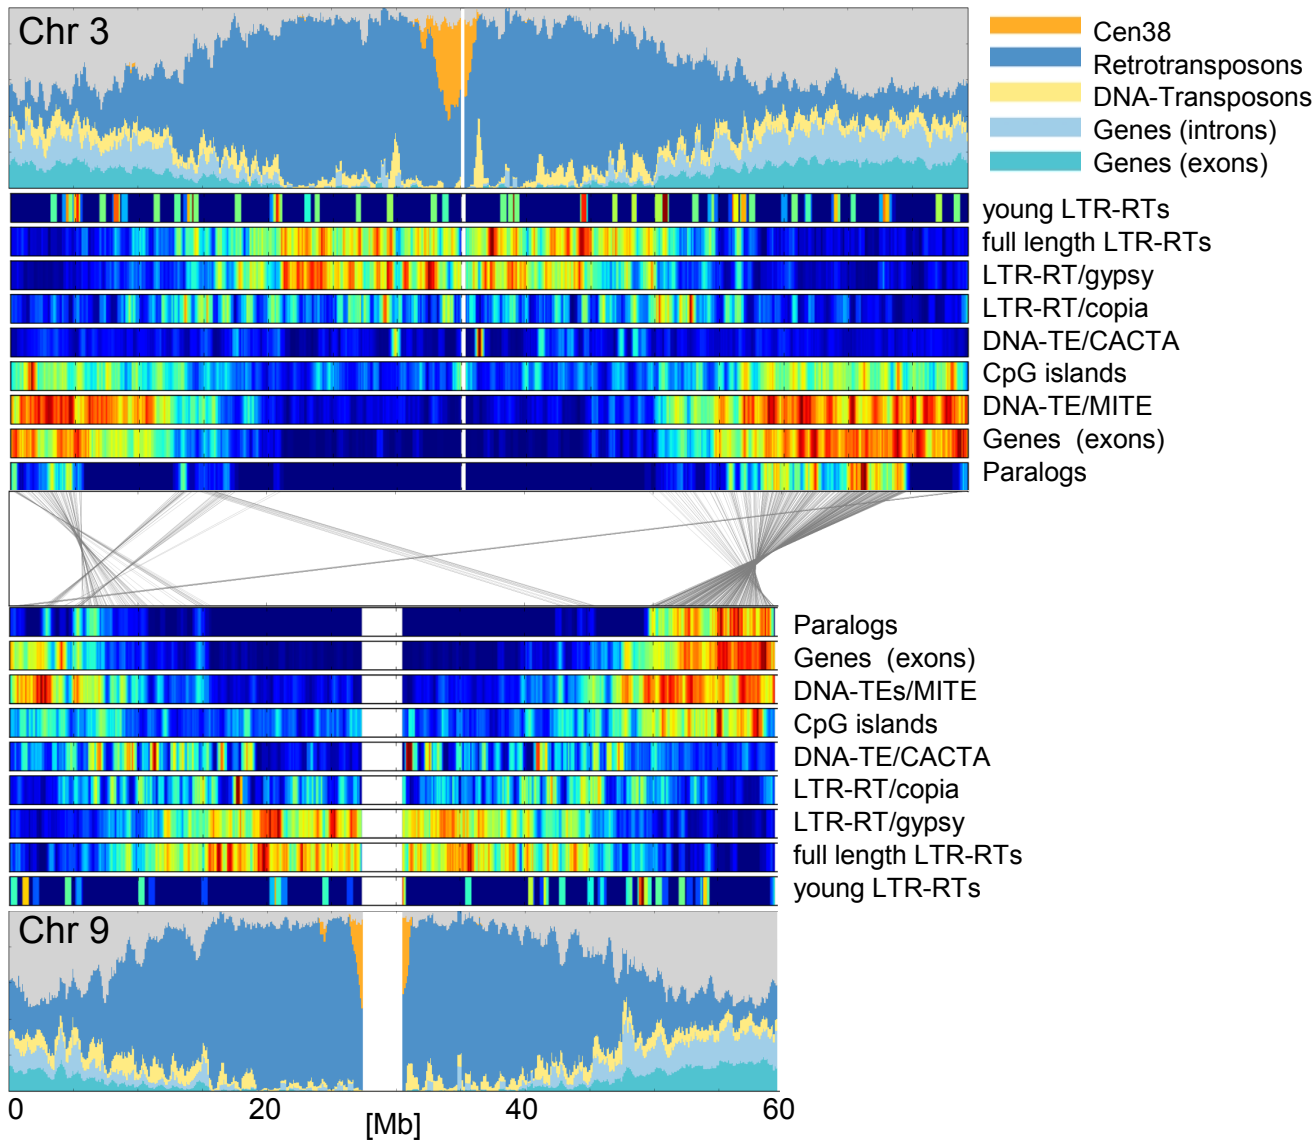 Chr 3
Cen38
Retrotransposons
DNA-Transposons
Genes (introns)
Genes (exons)
young LTR-RTs
full length LTR-RTs
LTR-RT/gypsy
LTR-RT/copia
DNA-TE/CACTA
CpG islands
DNA-TE/MITE
Genes (exons)
Paralogs
Paralogs
Genes (exons)
DNA-TEs/MITE
CpG islands
DNA-TE/CACTA
LTR-RT/copia
LTR-RT/gypsy
full length LTR-RTs
young LTR-RTs
Chr 9
0 20 40 60
[Mb]